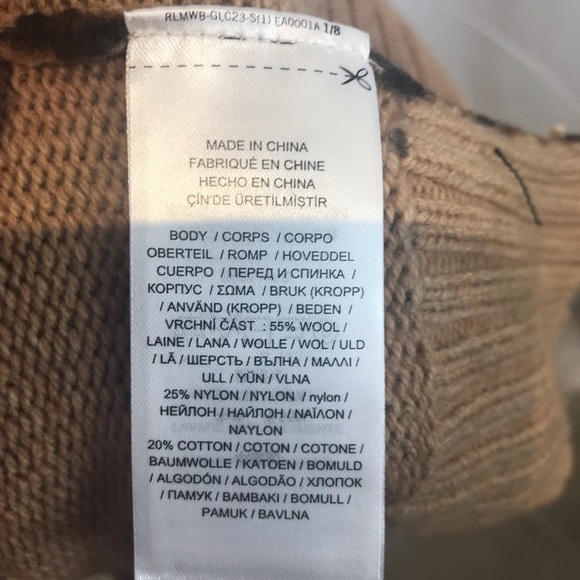 RLMWB-GLC23-S(1) EA0001A 1/8
MADE IN CHINA
FABRIQUÉ EN CHINE
HECHO EN CHINA
ÇİN'DE ÜRETİLMİŞTİR
BODY / CORPS / CORPO
OBERTEIL / ROMP / HOVEDDEL
CUERPO / ПЕРЕД И СПИНКА /
КОРПУС / ΣΩΜΑ / BRUK (KROPP)
/ ANVÄND (KROPP) / BEDEN /
VRCHNÍ ČÁST : 55% WOOL /
LAINE / LANA / WOLLE / WOL / ULD
/ LÃ / ШЕРСТЬ / ВЪЛНА / ΜΑΛΛΙ /
ULL / YÜN / VLNA
25% NYLON / NYLON / nylon /
НЕЙЛОН / НАЙЛОН / ΝΑΪΛΟΝ /
NAYLON
20% COTTON / COTON / COTONE /
BAUMWOLLE / KATOEN / BOMULD
/ ALGODÓN / ALGODÃO / ХЛОПОК
/ ПАМУК / ΒΑΜΒΑΚΙ / BOMULL /
PAMUK / BAVLNA